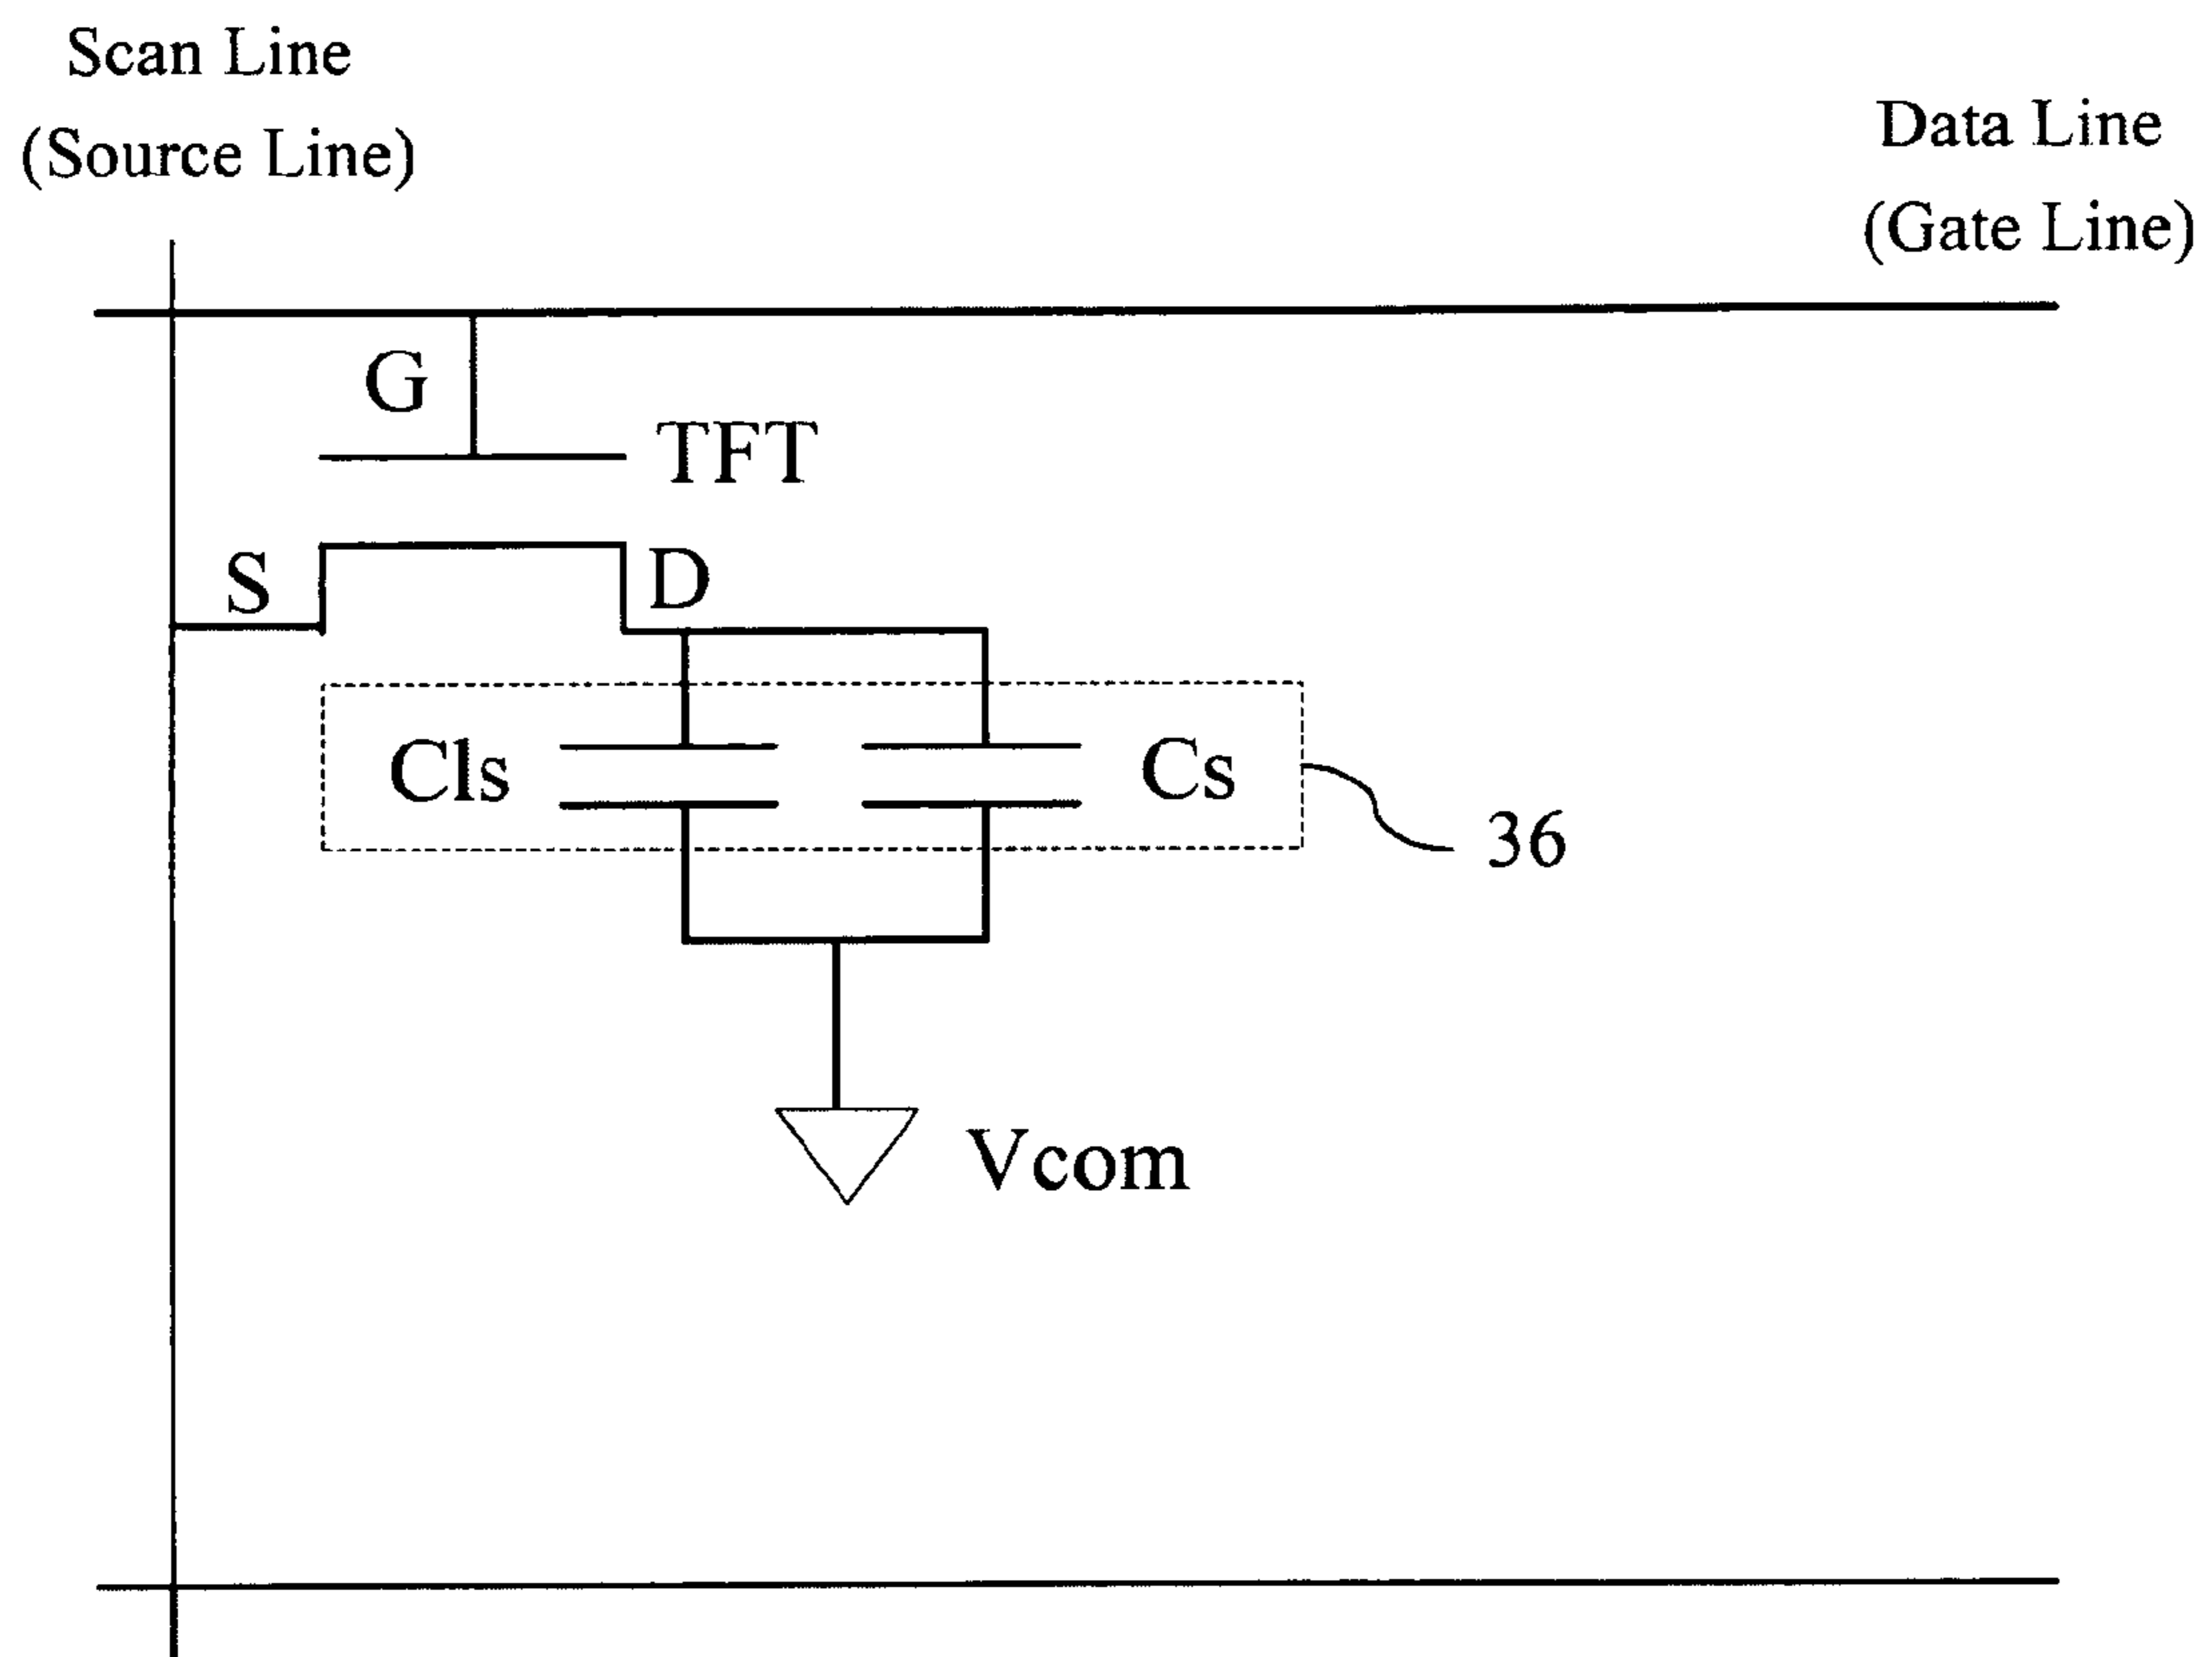 Scan Line
(Source Line)
Data Line
(Gate Line)
G
TFT
S
D
Cls
Cs
36
Vcom